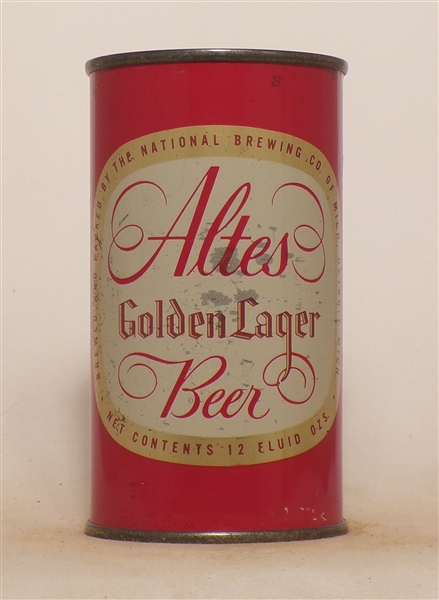 Altes
Golden Lager
Beer
BREWED AND PACKED BY THE NATIONAL BREWING CO. OF MICH. DETROIT MICH.
NET CONTENTS 12 FLUID OZS.